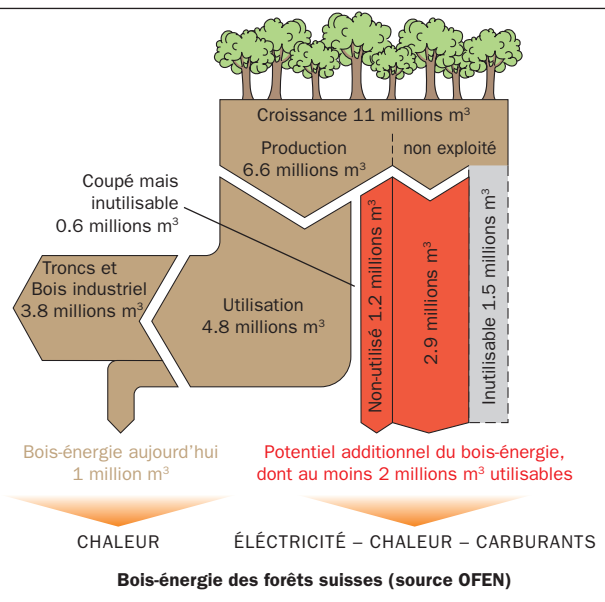 Croissance 11 millions m³
Production
6.6 millions m³
non exploité
Coupé mais
inutilisable
0.6 millions m³
Troncs et
Bois industriel
3.8 millions m³
Utilisation
4.8 millions m³
Non-utilisé 1.2 millions m³
2.9 millions m³
Inutilisable 1.5 millions m³
Bois-énergie aujourd'hui
1 million m³
Potentiel additionnel du bois-énergie,
dont au moins 2 millions m³ utilisables
CHALEUR
ÉLÉCTRICITÉ – CHALEUR – CARBURANTS
Bois-énergie des forêts suisses (source OFEN)